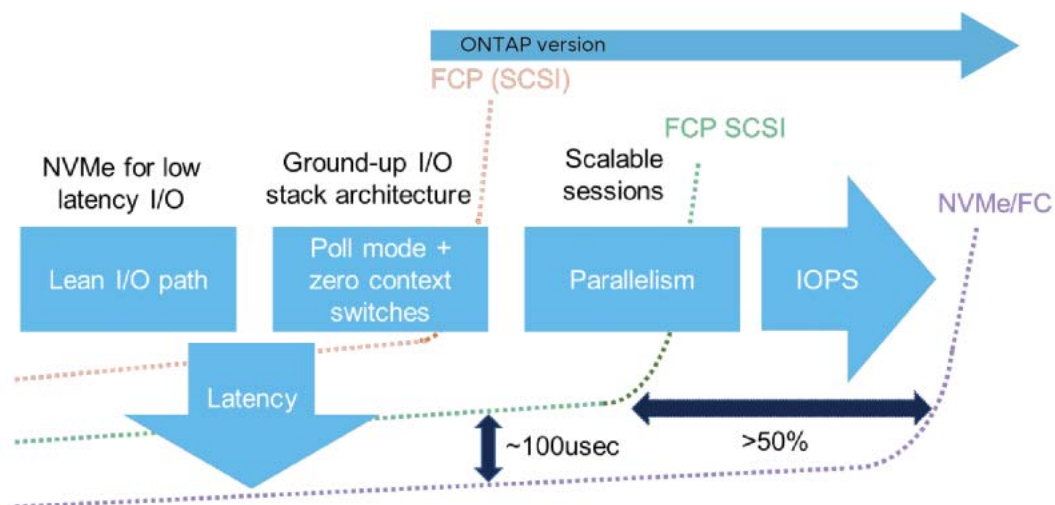 ONTAP version
FCP (SCSI)
FCP SCSI
NVMe for low
latency I/O
Ground-up I/O
stack architecture
Scalable
sessions
NVMe/FC
Lean I/O path
Poll mode +
zero context
switches
Parallelism
IOPS
Latency
~100usec
>50%